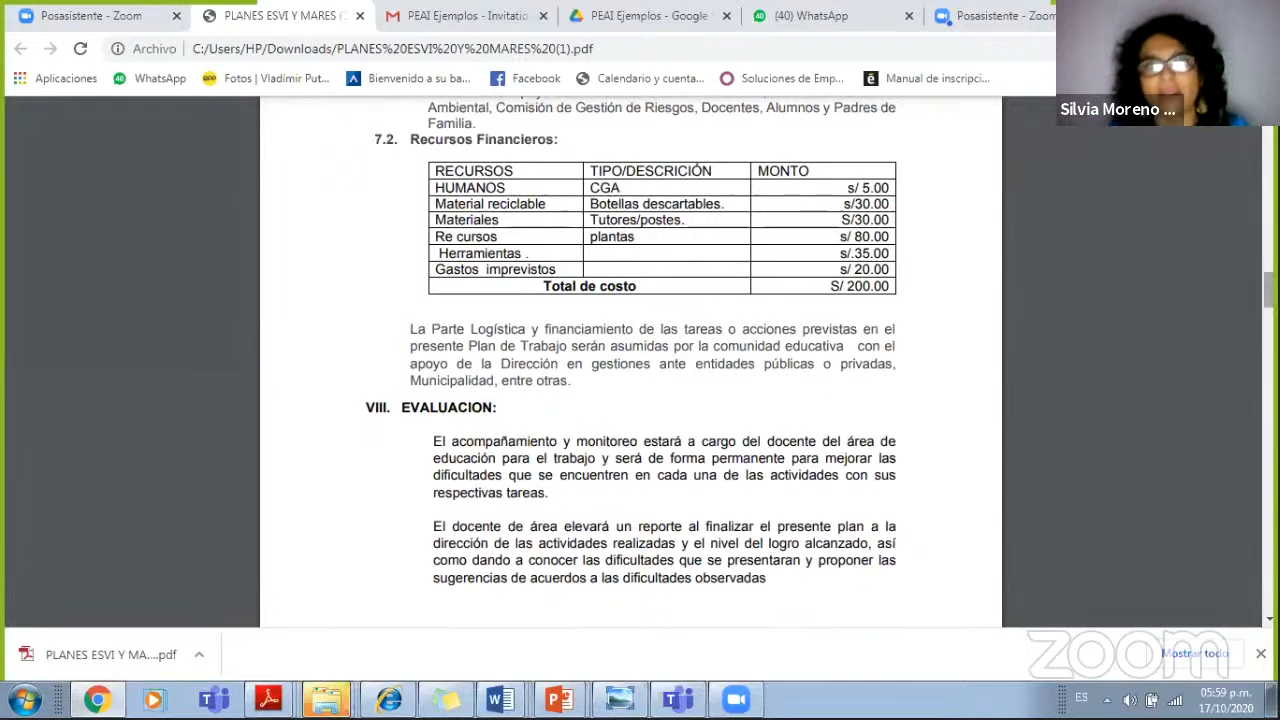 Posasistente - Zoom
PLANES ESVI Y MARES (
PEAI Ejemplos - Invitatio
PEAI Ejemplos - Google
(40) WhatsApp
Posasistente - Zoom
Archivo C:/Users/HP/Downloads/PLANES%20ESVI%20Y%20MARES%20(1).pdf
Aplicaciones WhatsApp Fotos | Vladímir Put... Bienvenido a su ba... Facebook Calendario y cuenta... Soluciones de Emp... Manual de inscripci...
Silvia Moreno ...
Ambiental, Comisión de Gestión de Riesgos, Docentes, Alumnos y Padres de
Familia.
7.2. Recursos Financieros:
RECURSOS TIPO/DESCRICIÓN MONTO
HUMANOS CGA s/ 5.00
Material reciclable Botellas descartables. s/30.00
Materiales Tutores/postes. S/30.00
Re cursos plantas s/ 80.00
Herramientas . s/.35.00
Gastos imprevistos s/ 20.00
Total de costo S/ 200.00
La Parte Logística y financiamiento de las tareas o acciones previstas en el
presente Plan de Trabajo serán asumidas por la comunidad educativa con el
apoyo de la Dirección en gestiones ante entidades públicas o privadas,
Municipalidad, entre otras.
VIII. EVALUACION:
El acompañamiento y monitoreo estará a cargo del docente del área de
educación para el trabajo y será de forma permanente para mejorar las
dificultades que se encuentren en cada una de las actividades con sus
respectivas tareas.
El docente de área elevará un reporte al finalizar el presente plan a la
dirección de las actividades realizadas y el nivel del logro alcanzado, así
como dando a conocer las dificultades que se presentaran y proponer las
sugerencias de acuerdos a las dificultades observadas
PLANES ESVI Y MA....pdf
Mostrar todo
zoom
ES
05:59 p.m.
17/10/2020